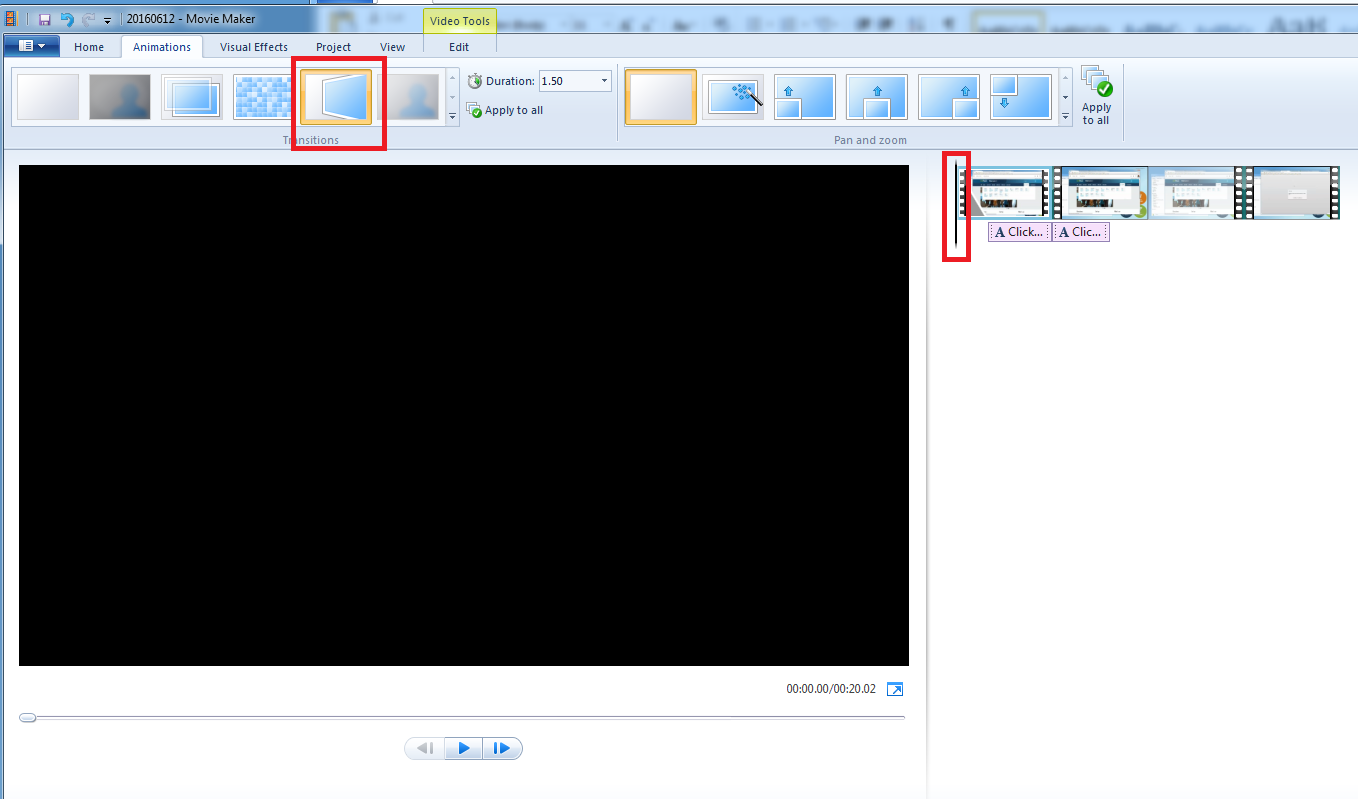 20160612 - Movie Maker
Video Tools
Home Animations Visual Effects Project View Edit
Duration: 1.50
Apply to all
Apply
to all
Transitions
Pan and zoom
A Click...
A Clic...
00:00.00/00:20.02